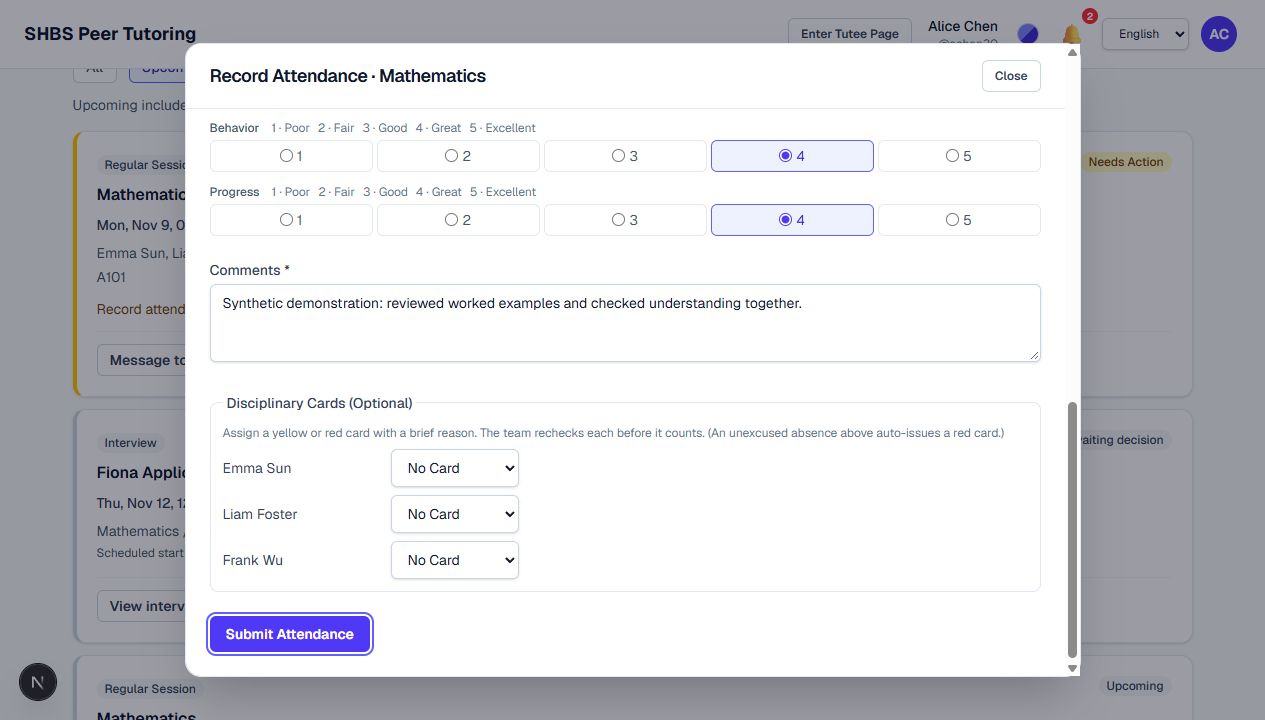 SHBS Peer Tutoring
Enter Tutee Page
Alice Chen
2
English
AC
All
Regular Sessi
Needs Action
Mathematic
Mon, Nov 9, 0
Emma Sun, Lia
A101
Record attend
Message to
Interview
Fiona Applic
Thu, Nov 12, 1
Mathematics
Scheduled start
View interv
aiting decision
Regular Session
Upcoming
Mathematics
Upcoming include
N
Record Attendance · Mathematics
Close
Behavior 1 · Poor 2 · Fair 3 · Good 4 · Great 5 · Excellent
1 2 3 4 5
Progress 1 · Poor 2 · Fair 3 · Good 4 · Great 5 · Excellent
1 2 3 4 5
Comments *
Synthetic demonstration: reviewed worked examples and checked understanding together.
Disciplinary Cards (Optional)
Assign a yellow or red card with a brief reason. The team rechecks each before it counts. (An unexcused absence above auto-issues a red card.)
Emma Sun No Card
Liam Foster No Card
Frank Wu No Card
Submit Attendance